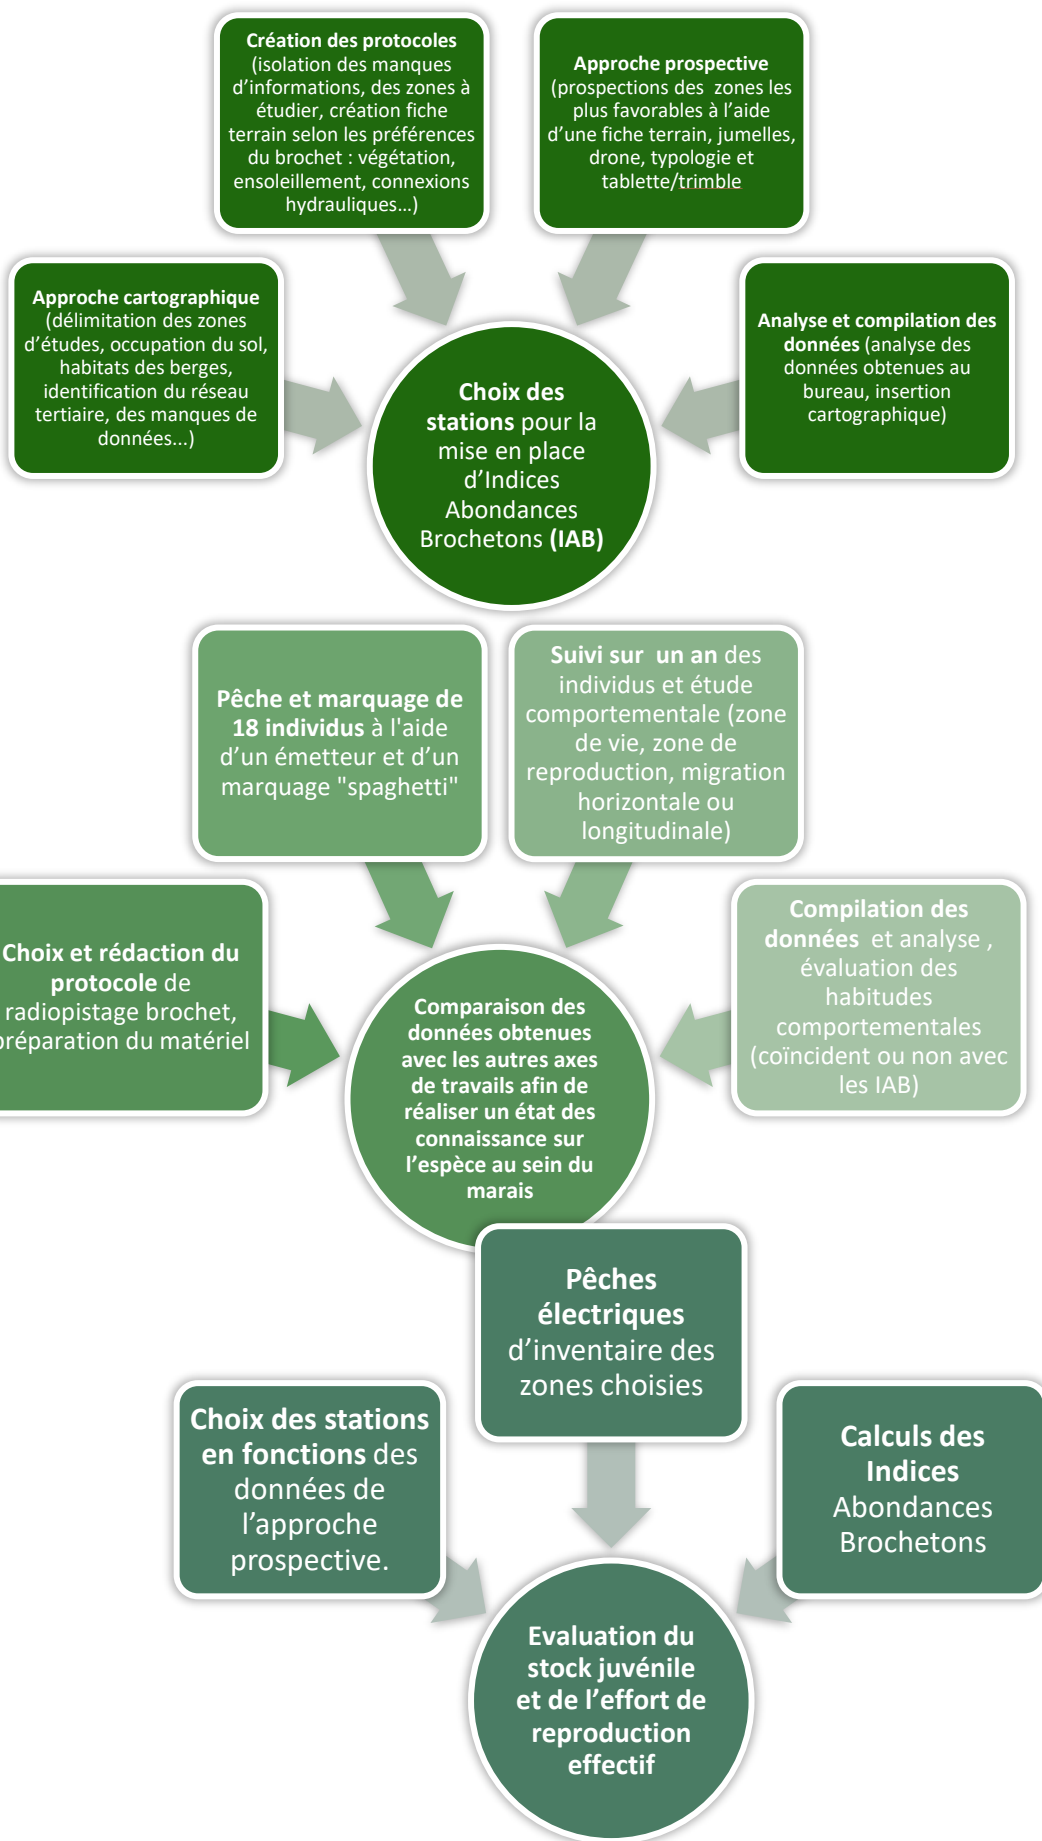 Création des protocoles
(isolation des manques
d’informations, des zones à
étudier, création fiche
terrain selon les préférences
du brochet : végétation,
ensoleillement, connexions
hydrauliques...)
Approche prospective
(prospections des  zones les
plus favorables à l’aide
d’une fiche terrain, jumelles,
drone, typologie et
tablette/trimble
Approche cartographique
(délimitation des zones
d’études, occupation du sol,
habitats des berges,
identification du réseau
tertiaire, des manques de
données...)
Analyse et compilation des
données (analyse des
données obtenues au
bureau, insertion
cartographique)
Choix des
stations pour la
mise en place
d’Indices
Abondances
Brochetons (IAB)
Pêche et marquage de
18 individus à l'aide
d’un émetteur et d’un
marquage "spaghetti"
Suivi sur  un an des
individus et étude
comportementale (zone
de vie, zone de
reproduction, migration
horizontale ou
longitudinale)
Choix et rédaction du
protocole de
radiopistage brochet,
préparation du matériel
Compilation des
données  et analyse ,
évaluation des
habitudes
comportementales
(coïncident ou non avec
les IAB)
Comparaison des
données obtenues
avec les autres axes
de travails afin de
réaliser un état des
connaissance sur
l’espèce au sein du
marais
Pêches
électriques
d’inventaire des
zones choisies
Choix des stations
en fonctions des
données de
l’approche
prospective.
Calculs des
Indices
Abondances
Brochetons
Evaluation du
stock juvénile
et de l’effort de
reproduction
effectif